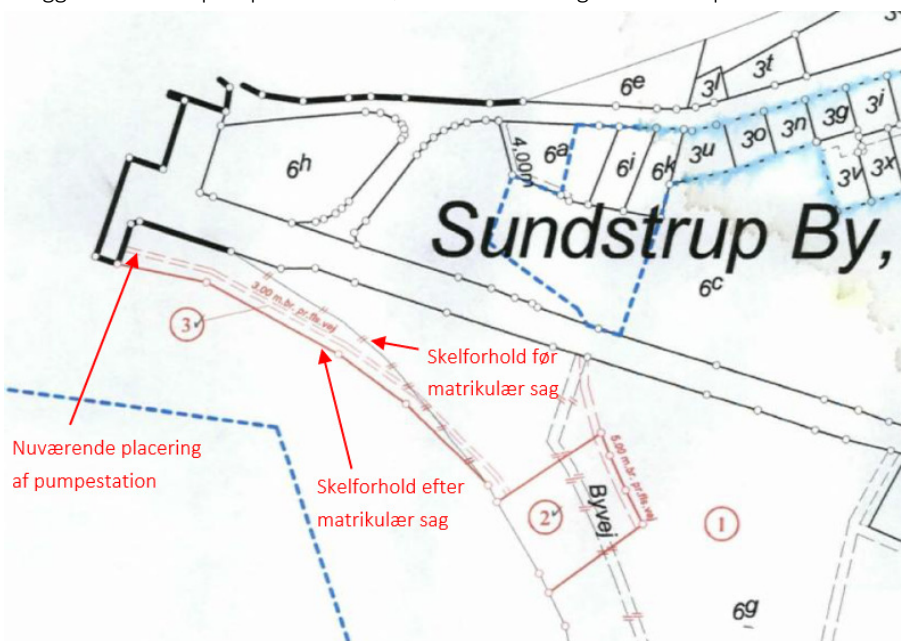 6e
3l
3t
6h
4,00m
6a
6i
6k
3u
3o
3n
3g
3i
3v
3x
Sundstrup By,
6c
3,00 m.br. pr.fls.vej
3
Skelforhold før
matrikulær sag
Nuværende placering
af pumpestation
Skelforhold efter
matrikulær sag
5,00 m.br. pr.fls.vej
Byvej
2
1
6g